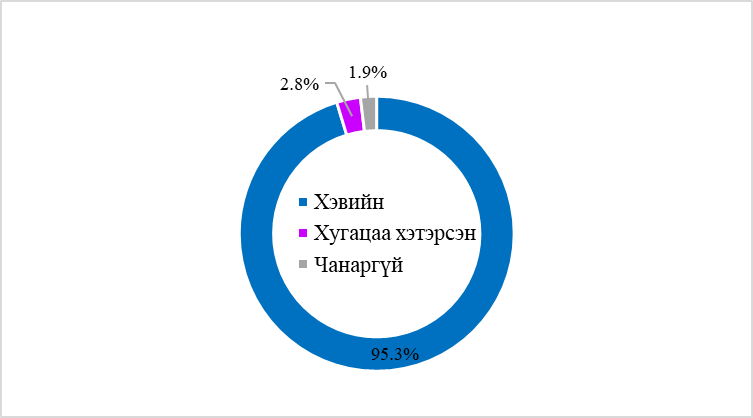 2.8%
1.9%
Хэвийн
Хугацаа хэтэрсэн
Чанаргүй
95.3%